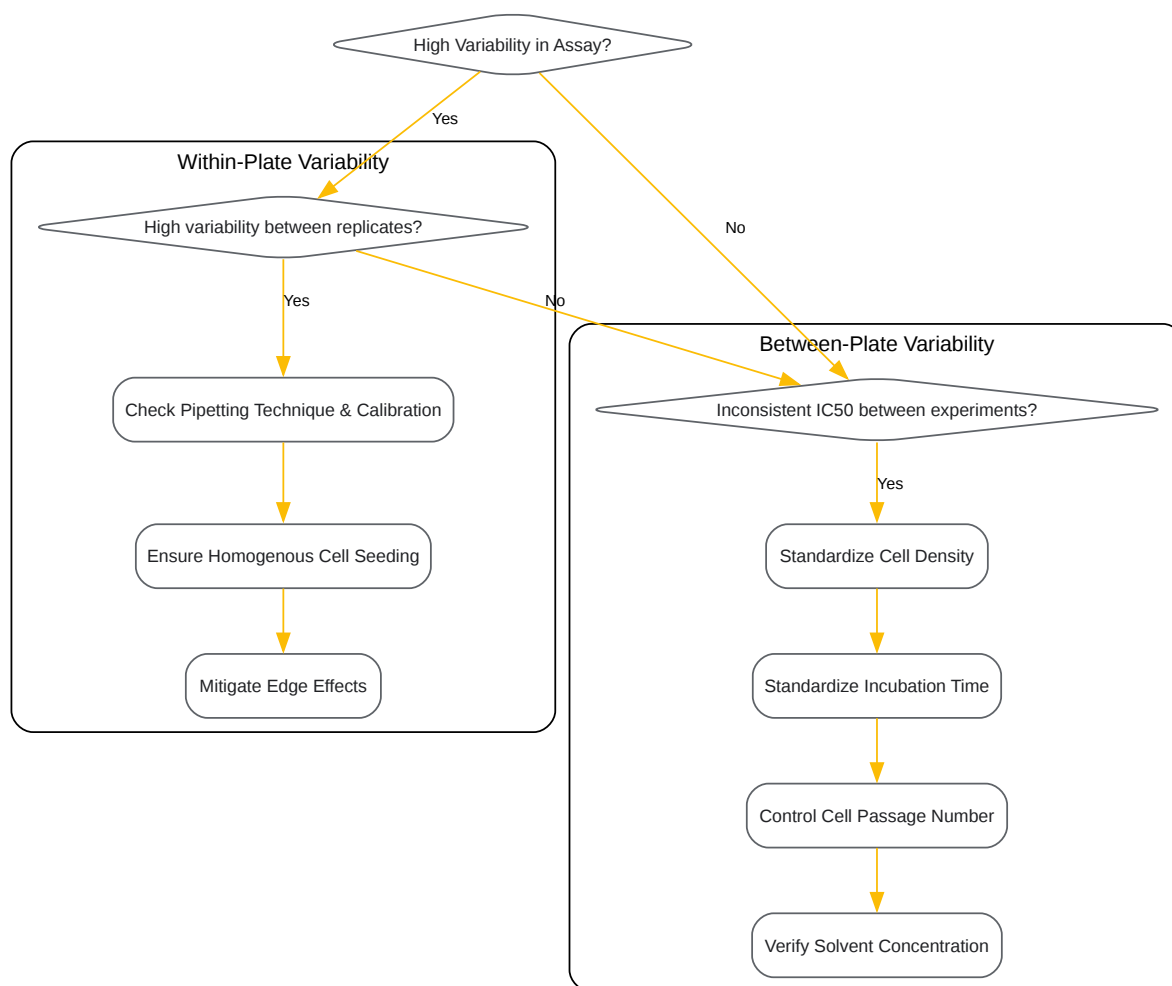 High Variability in Assay?
Yes
Within-Plate Variability
High variability between replicates?
No
Yes
No
Between-Plate Variability
Check Pipetting Technique & Calibration
Inconsistent IC50 between experiments?
Yes
Ensure Homogenous Cell Seeding
Standardize Cell Density
Mitigate Edge Effects
Standardize Incubation Time
Control Cell Passage Number
Verify Solvent Concentration